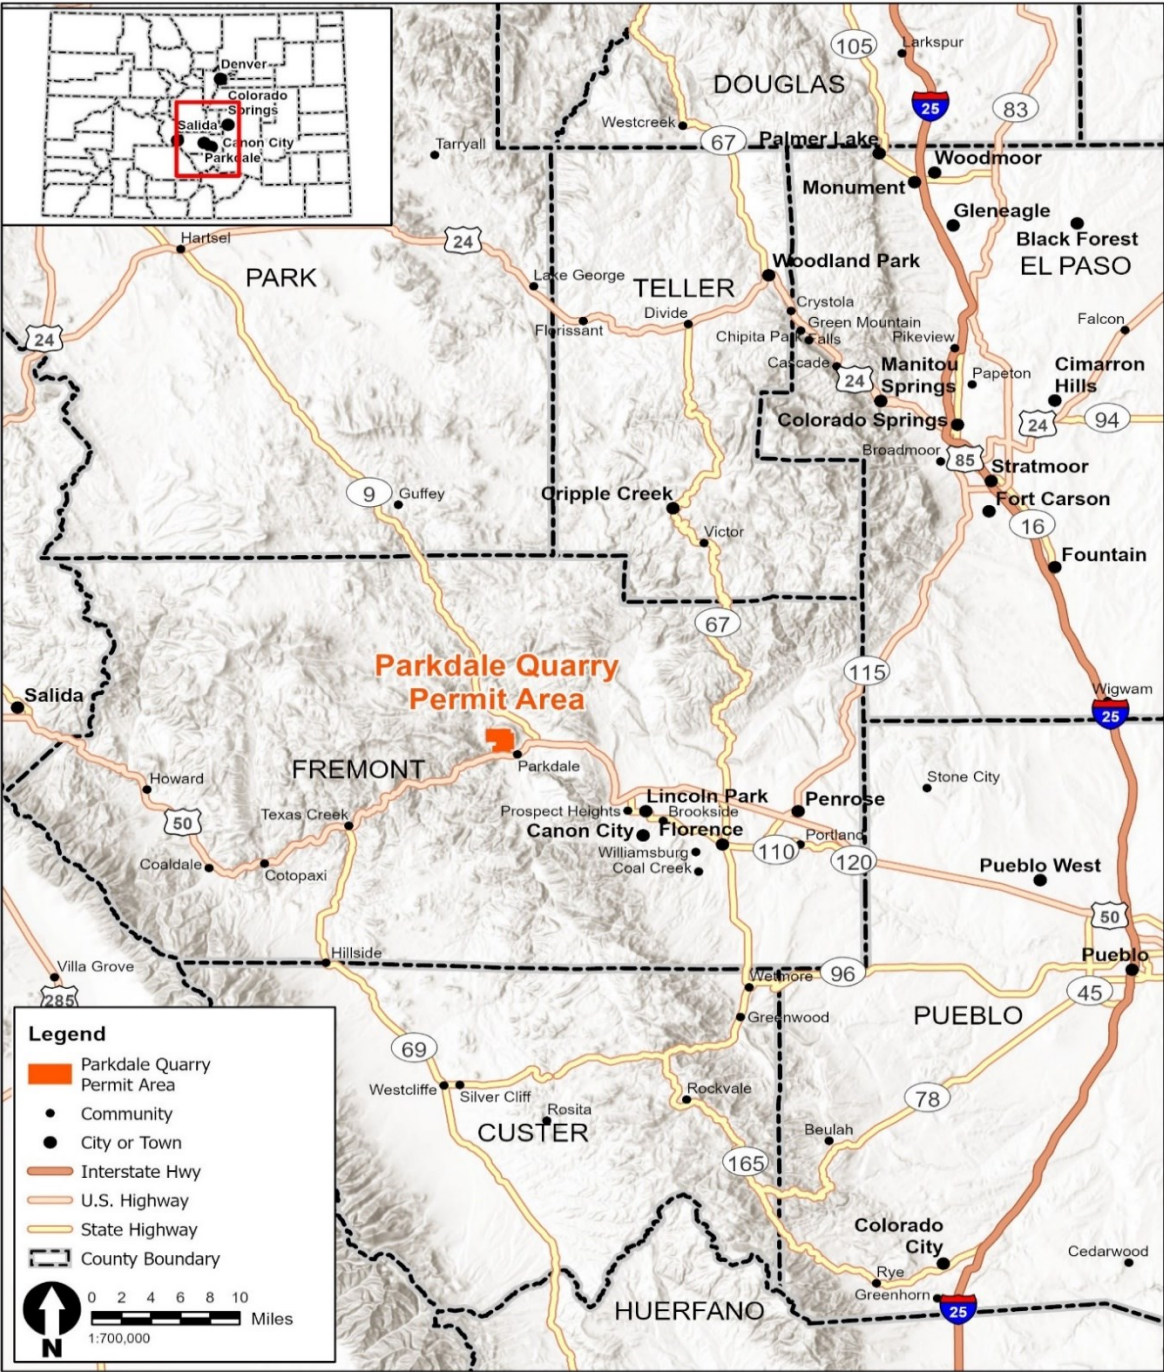 Denver
Colorado
Springs
Salida
Canon City
Parkdale
105
Larkspur
DOUGLAS
25
83
Westcreek
67
Palmer Lake
Tarryall
Woodmoor
Monument
Gleneagle
Black Forest
EL PASO
Hartsel
24
PARK
Woodland Park
Lake George
TELLER
Crystola
Divide
Florissant
Green Mountain
Falls
Chipita Park
Pikeview
Falcon
24
Cascade
24
Manitou
Springs
Papeton
Cimarron
Hills
Colorado Springs
24
94
Broadmoor
85
Stratmoor
9
Guffey
Cripple Creek
Fort Carson
16
Victor
Fountain
67
Parkdale Quarry
Permit Area
115
Salida
Wigwam
25
Parkdale
FREMONT
Howard
Stone City
Texas Creek
50
Prospect Heights
Lincoln Park
Brookside
Penrose
Canon City
Florence
Portland
Williamsburg
110
120
Coal Creek
Coaldale
Cotopaxi
Pueblo West
50
Hillside
Pueblo
Villa Grove
285
Wetmore
96
45
Greenwood
PUEBLO
69
Westcliffe
Silver Cliff
Rockvale
78
Rosita
CUSTER
Beulah
165
Colorado
City
Cedarwood
Rye
Greenhorn
25
HUERFANO
Legend
Parkdale Quarry
Permit Area
Community
City or Town
Interstate Hwy
U.S. Highway
State Highway
County Boundary
N
0 2 4 6 8 10
Miles
1:700,000